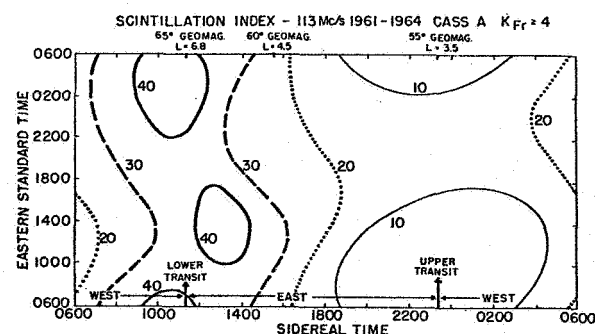 SCINTILLATION INDEX - 113 Mc/s 1961-1964 CASS A K Fr ≥ 4
65° GEOMAG. 60° GEOMAG. 55° GEOMAG.
L=6.8 L=4.5 L=3.5
EASTERN STANDARD TIME
0600
0200
2200
1800
1400
1000
0600
40
10
20
30
30
20
10
20
40
40
LOWER
TRANSIT
UPPER
TRANSIT
WEST EAST WEST
0600 1000 1400 1800 2200 0200 0600
SIDEREAL TIME